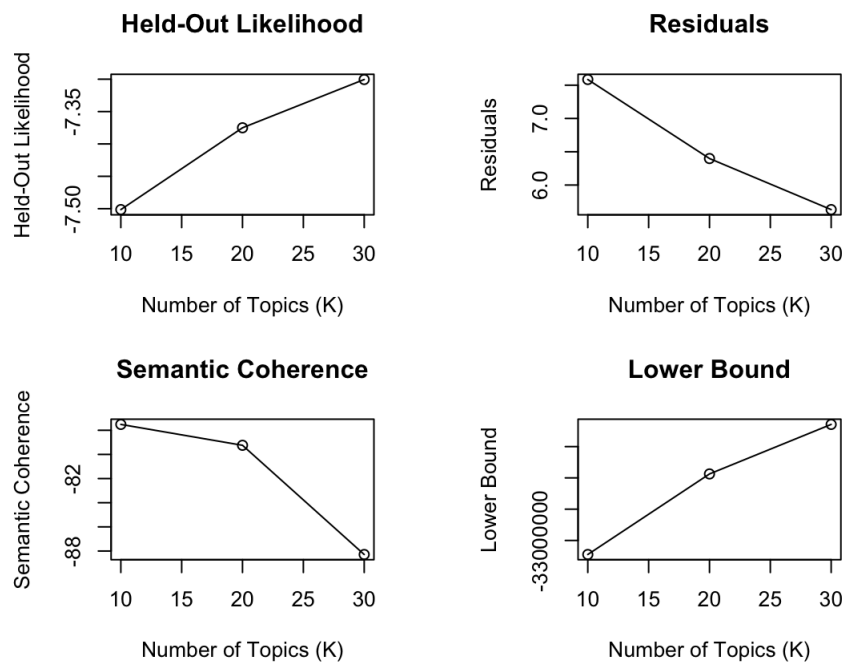 Held-Out Likelihood
Held-Out Likelihood
-7.35
-7.50
10 15 20 25 30
Number of Topics (K)
Residuals
Residuals
7.0
6.0
10 15 20 25 30
Number of Topics (K)
Semantic Coherence
Semantic Coherence
-82
-88
10 15 20 25 30
Number of Topics (K)
Lower Bound
Lower Bound
-33000000
10 15 20 25 30
Number of Topics (K)